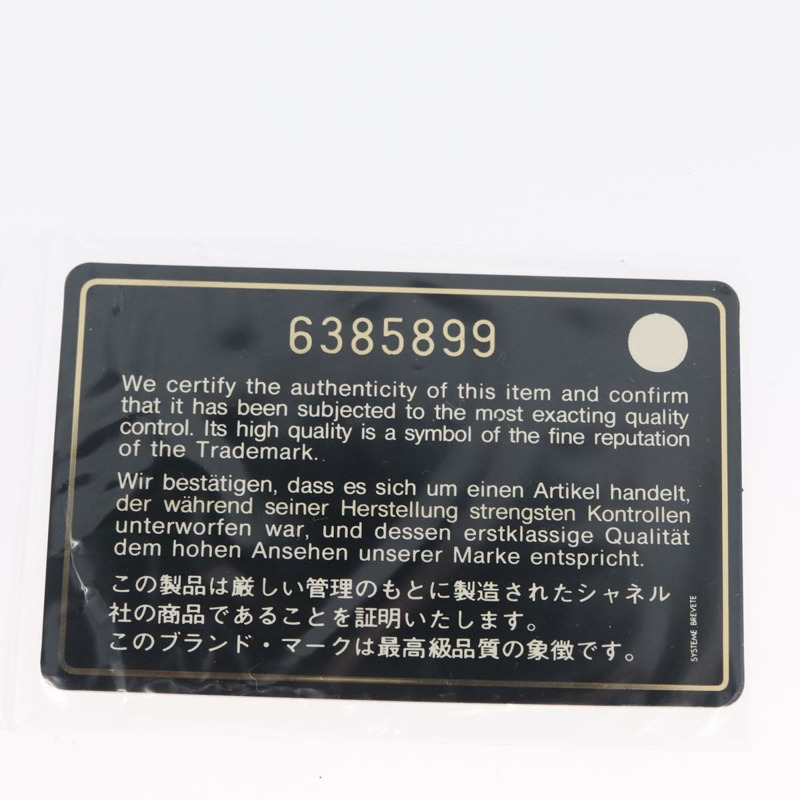 6385899
We certify the authenticity of this item and confirm
that it has been subjected to the most exacting quality
control. Its high quality is a symbol of the fine reputation
of the Trademark.
Wir bestätigen, dass es sich um einen Artikel handelt,
der während seiner Herstellung strengsten Kontrollen
unterworfen war, und dessen erstklassige Qualität
dem hohen Ansehen unserer Marke entspricht.
この製品は厳しい管理のもとに製造されたシャネル
社の商品であることを証明いたします。
このブランド・マークは最高級品質の象徴です。
SYSTEME BREVETE